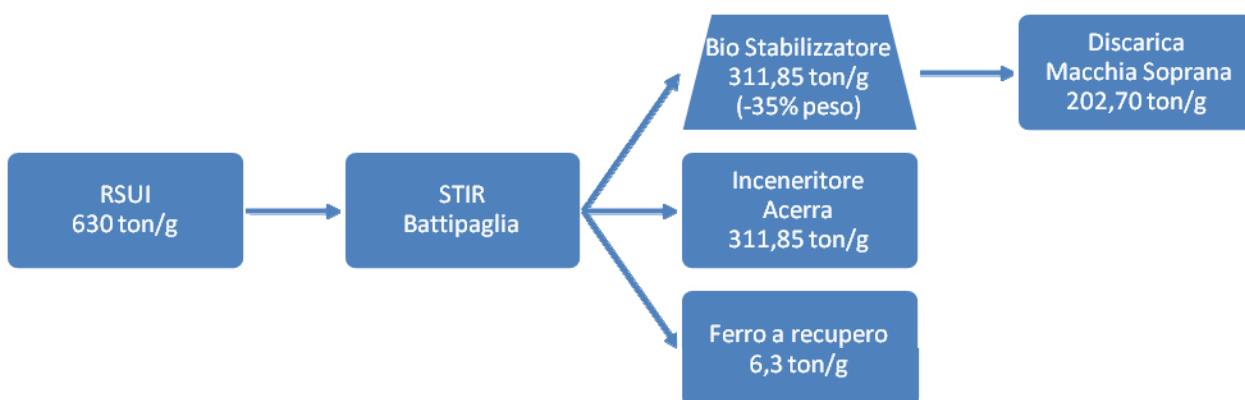 RSUI
630 ton/g
STIR
Battipaglia
Bio Stabilizzatore
311,85 ton/g
(-35% peso)
Discarica
Macchia Soprana
202,70 ton/g
Inceneritore
Acerra
311,85 ton/g
Ferro a recupero
6,3 ton/g